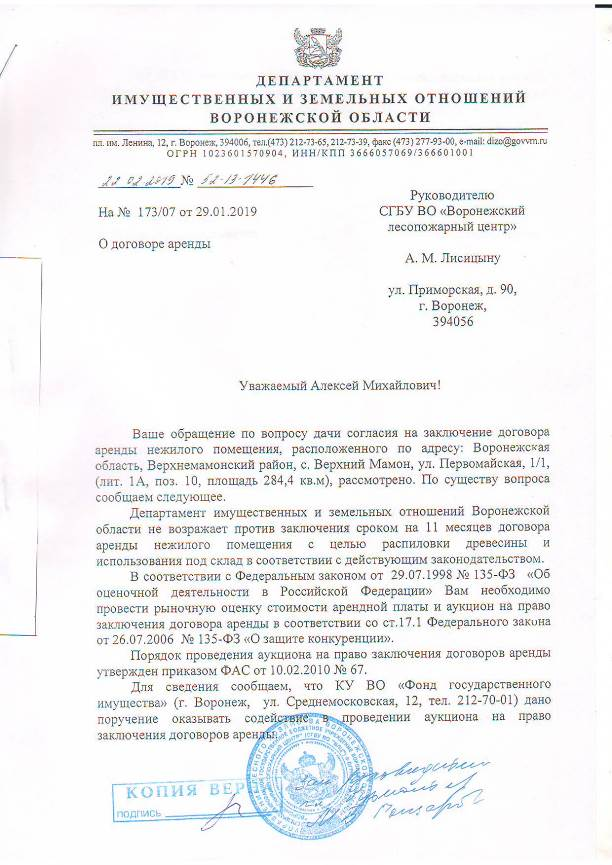 ДЕПАРТАМЕНТ
ИМУЩЕСТВЕННЫХ И ЗЕМЕЛЬНЫХ ОТНОШЕНИЙ
ВОРОНЕЖСКОЙ ОБЛАСТИ
пл. им. Ленина, 12, г. Воронеж, 394006, тел.(473) 212-73-65, 212-73-39, факс (473) 277-93-00, e-mail: dizo@govvrn.ru
ОГРН 1023601570904, ИНН/КПП 3666057069/366601001
22 02 2019 № 52-13-1446
На № 173/07 от 29.01.2019
О договоре аренды
Руководителю
СГБУ ВО «Воронежский
лесопожарный центр»
А. М. Лисицыну
ул. Приморская, д. 90,
г. Воронеж,
394056
Уважаемый Алексей Михайлович!
Ваше обращение по вопросу дачи согласия на заключение договора
аренды нежилого помещения, расположенного по адресу: Воронежская
область, Верхнемамонский район, с. Верхний Мамон, ул. Первомайская, 1/1,
(лит. 1А, поз. 10, площадь 284,4 кв.м), рассмотрено. По существу вопроса
сообщаем следующее.
Департамент имущественных и земельных отношений Воронежской
области не возражает против заключения сроком на 11 месяцев договора
аренды нежилого помещения с целью распиловки древесины и
использования под склад в соответствии с действующим законодательством.
В соответствии с Федеральным законом от 29.07.1998 № 135-ФЗ «Об
оценочной деятельности в Российской Федерации» Вам необходимо
провести рыночную оценку стоимости арендной платы и аукцион на право
заключения договора аренды в соответствии со ст.17.1 Федерального закона
от 26.07.2006 № 135-ФЗ «О защите конкуренции».
Порядок проведения аукциона на право заключения договоров аренды
утвержден приказом ФАС от 10.02.2010 № 67.
Для сведения сообщаем, что КУ ВО «Фонд государственного
имущества» (г. Воронеж, ул. Среднемосковская, 12, тел. 212-70-01) дано
поручение оказывать содействие в проведении аукциона на право
заключения договоров аренды.
КОПИЯ ВЕР
ПОДПИСЬ